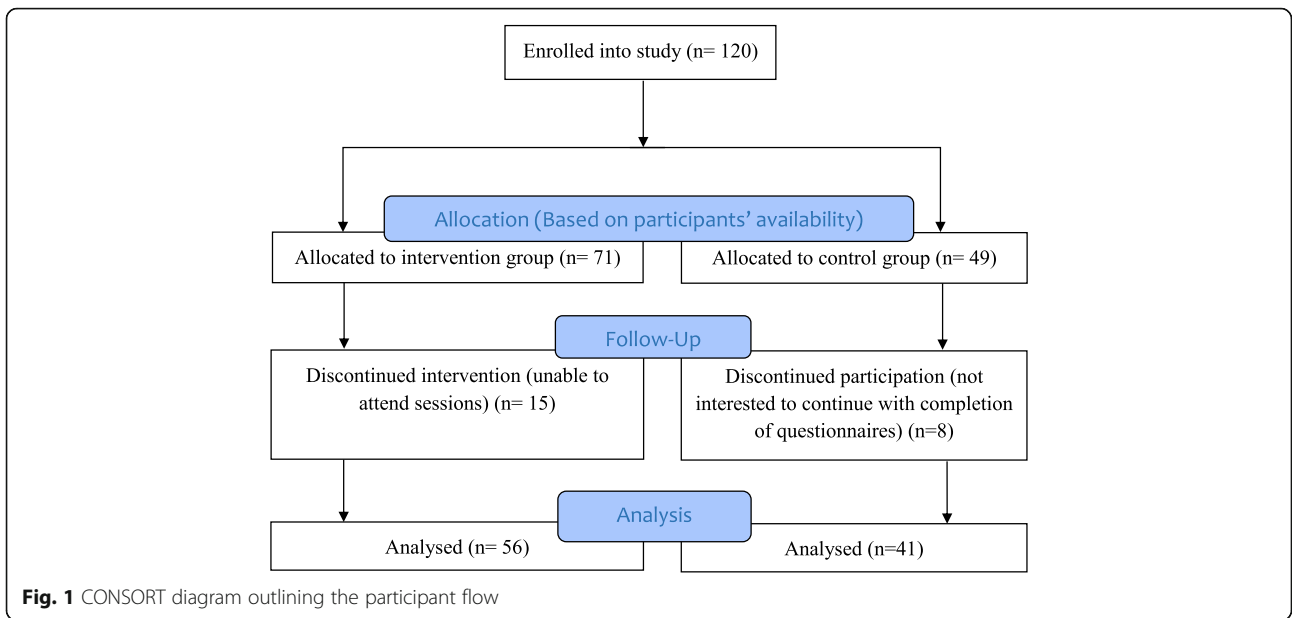 Enrolled into study (n= 120)
Allocation (Based on participants’ availability)
Allocated to intervention group (n= 71)
Allocated to control group (n= 49)
Follow-Up
Discontinued intervention (unable to
attend sessions) (n= 15)
Discontinued participation (not
interested to continue with completion
of questionnaires) (n=8)
Analysis
Analysed (n= 56)
Analysed (n=41)
Fig. 1 CONSORT diagram outlining the participant flow